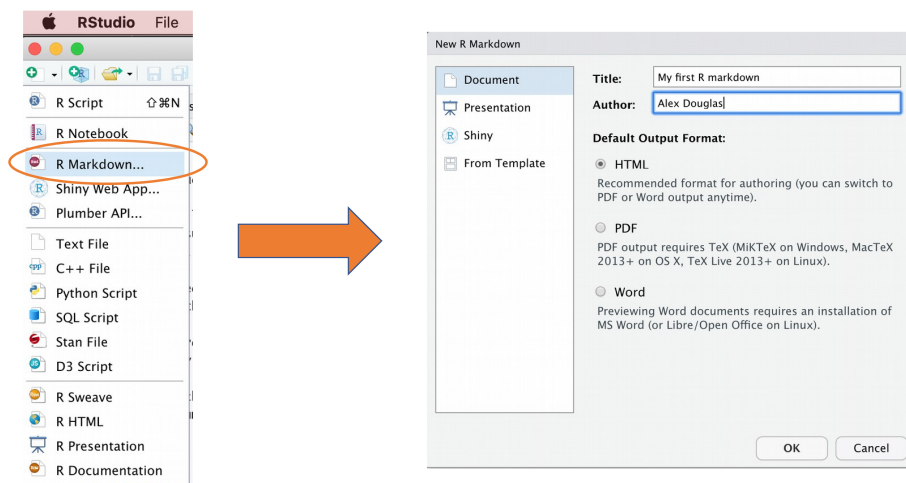 RStudio File
R Script ⇧⌘N
R Notebook
R Markdown...
Shiny Web App...
Plumber API...
Text File
C++ File
Python Script
SQL Script
Stan File
D3 Script
R Sweave
R HTML
R Presentation
R Documentation
New R Markdown
Document
Presentation
Shiny
From Template
Title: My first R markdown
Author: Alex Douglas
Default Output Format:
HTML
Recommended format for authoring (you can switch to
PDF or Word output anytime).
PDF
PDF output requires TeX (MiKTeX on Windows, MacTeX
2013+ on OS X, TeX Live 2013+ on Linux).
Word
Previewing Word documents requires an installation of
MS Word (or Libre/Open Office on Linux).
OK Cancel